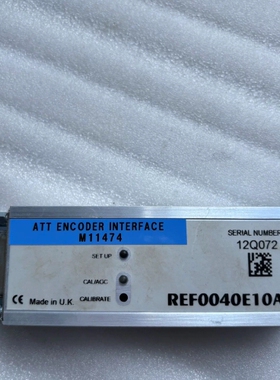 ATT ENCODER INTERFACE
M11474
SERIAL NUMBER
12Q072
SET UP
CAL/AGC
CALIBRATE
CE Made in U.K.
REF0040E10A